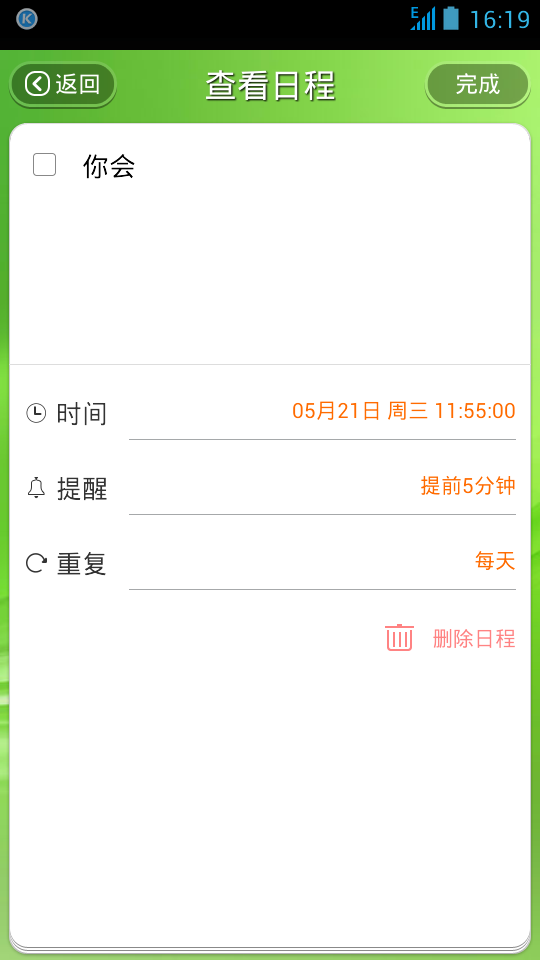 E 16:19
返回 查看日程 完成
你会
时间 05月21日 周三 11:55:00
提醒 提前5分钟
重复 每天
删除日程